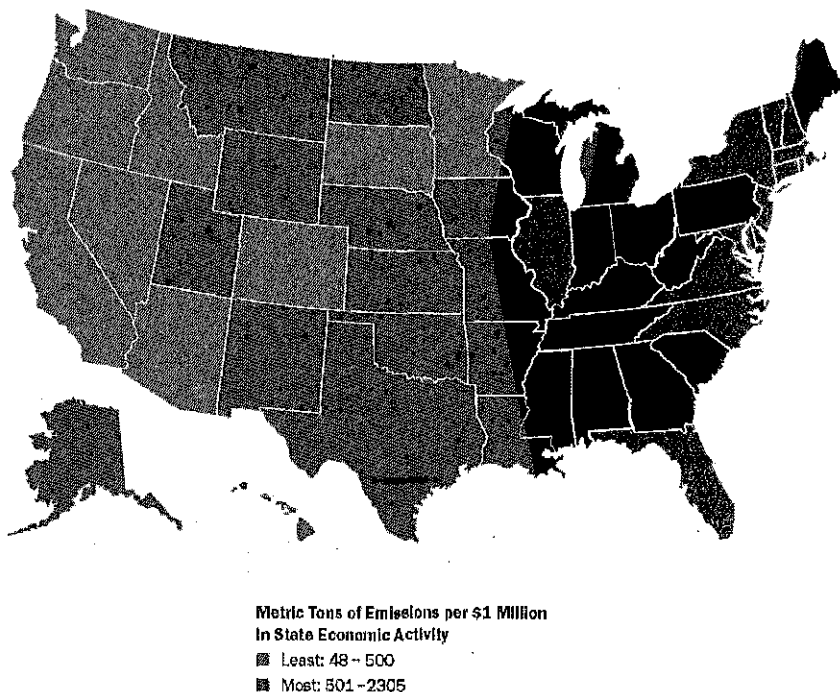 Metric Tons of Emissions per $1 Million
in State Economic Activity
Least: 48 - 500
Most: 501-2305